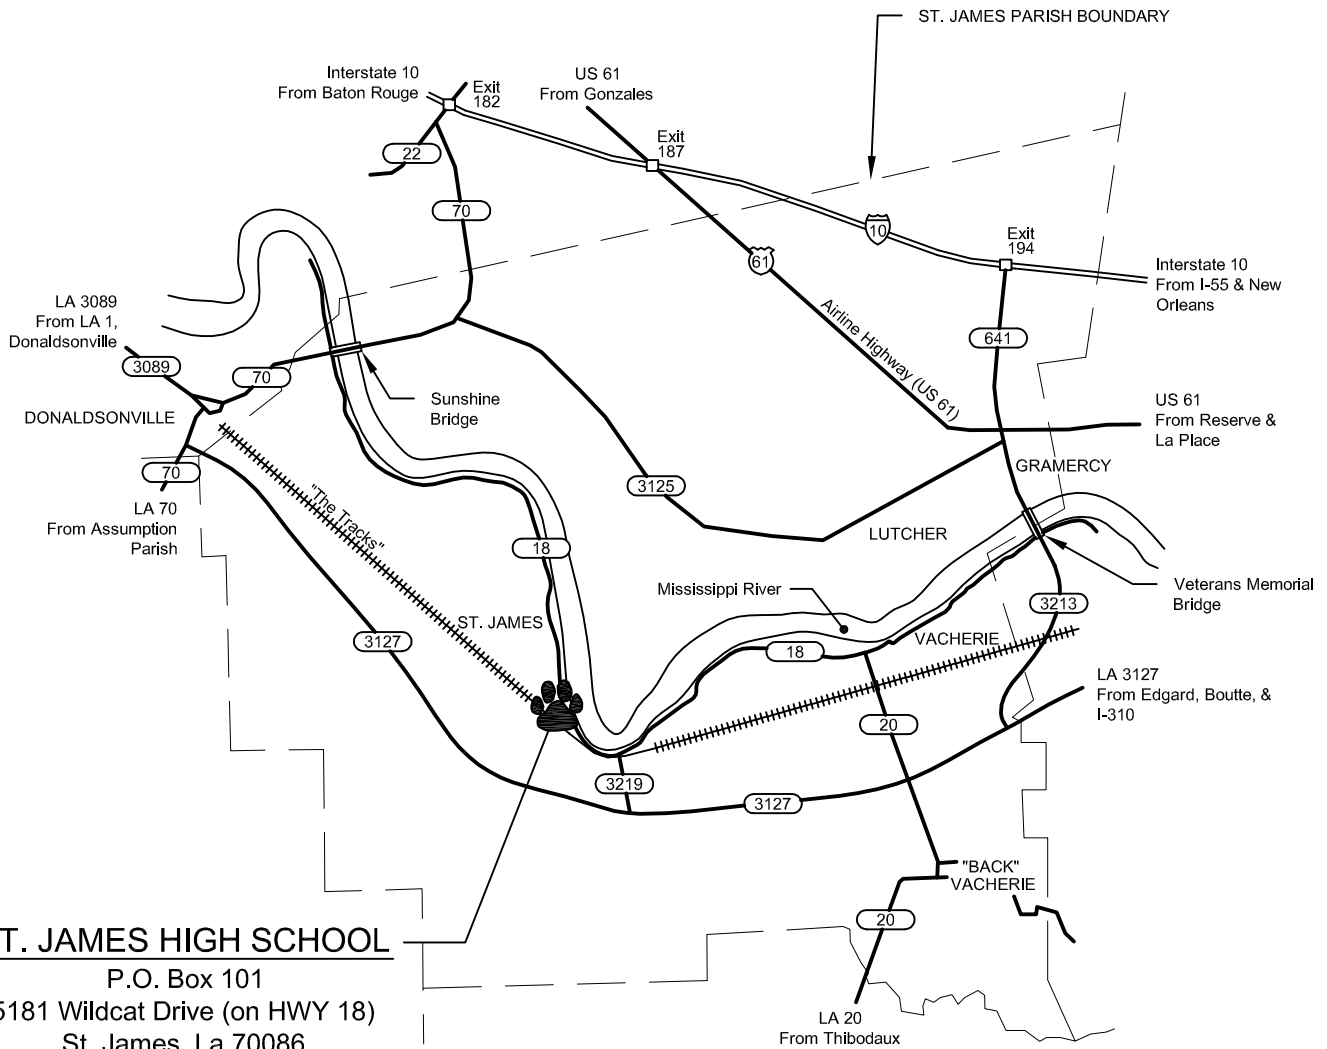 ST. JAMES PARISH BOUNDARY
Interstate 10
From Baton Rouge
Exit
182
US 61
From Gonzales
Exit
187
22
70
10
61
Exit
194
Interstate 10
From I-55 & New
Orleans
LA 3089
From LA 1,
Donaldsonville
3089
70
Sunshine
Bridge
Airline Highway (US 61)
641
US 61
From Reserve &
La Place
DONALDSONVILLE
70
LA 70
From Assumption
Parish
"The Tracks"
3125
GRAMERCY
LUTCHER
18
Mississippi River
Veterans Memorial
Bridge
3213
ST. JAMES
3127
18
VACHERIE
LA 3127
From Edgard, Boutte, &
I-310
20
3219
3127
"BACK"
VACHERIE
20
LA 20
From Thibodaux
T. JAMES HIGH SCHOOL
P.O. Box 101
5181 Wildcat Drive (on HWY 18)
St. James, La 70086